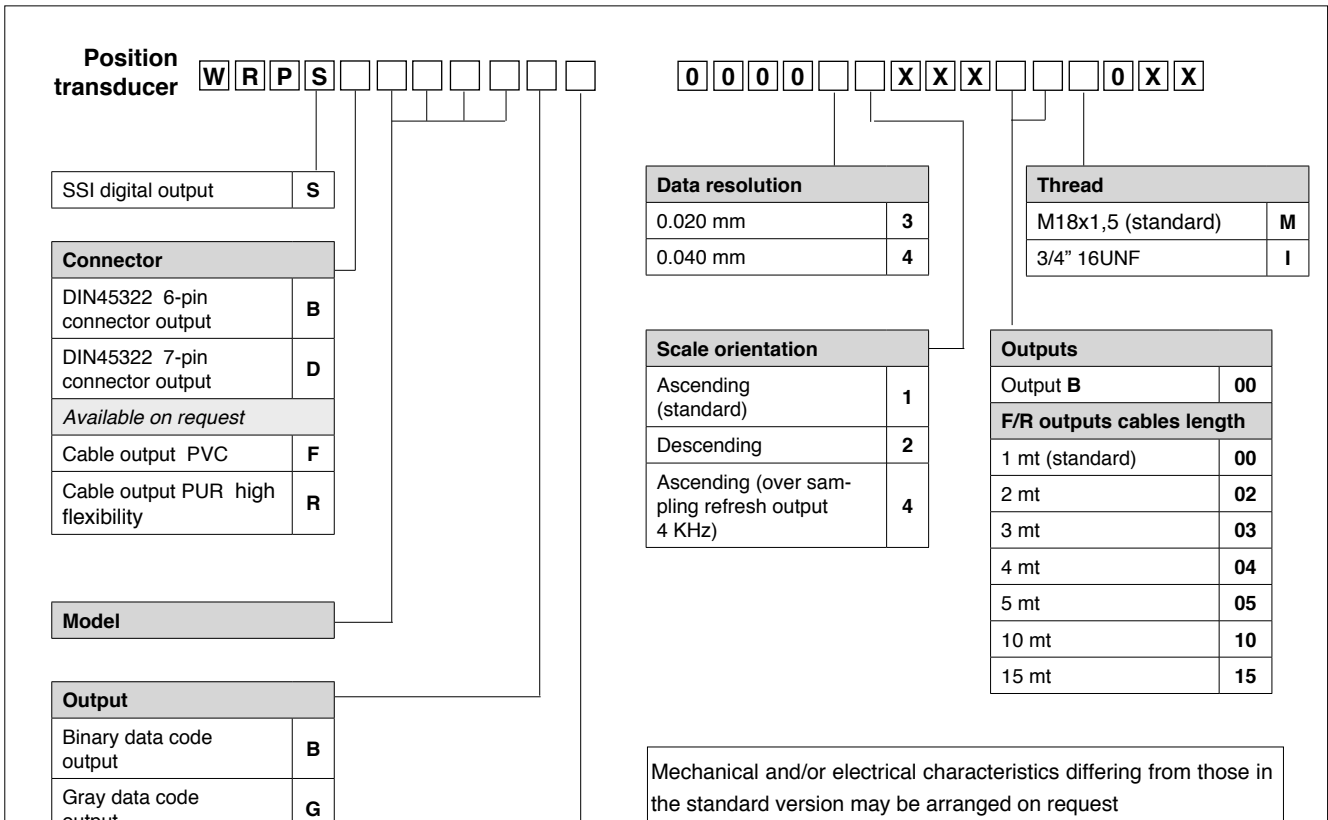 Position
transducer
W R P S
0 0 0 0 X X X 0 X X
SSI digital output S
Connector
DIN45322 6-pin
connector output B
DIN45322 7-pin
connector output D
Available on request
Cable output PVC F
Cable output PUR high
flexibility R
Model
Output
Binary data code
output B
Gray data code
output G
Data resolution
0.020 mm 3
0.040 mm 4
Scale orientation
Ascending
(standard) 1
Descending 2
Ascending (over sam-
pling refresh output
4 KHz) 4
Thread
M18x1,5 (standard) M
3/4” 16UNF I
Outputs
Output B 00
F/R outputs cables length
1 mt (standard) 00
2 mt 02
3 mt 03
4 mt 04
5 mt 05
10 mt 10
15 mt 15
Mechanical and/or electrical characteristics differing from those in
the standard version may be arranged on request